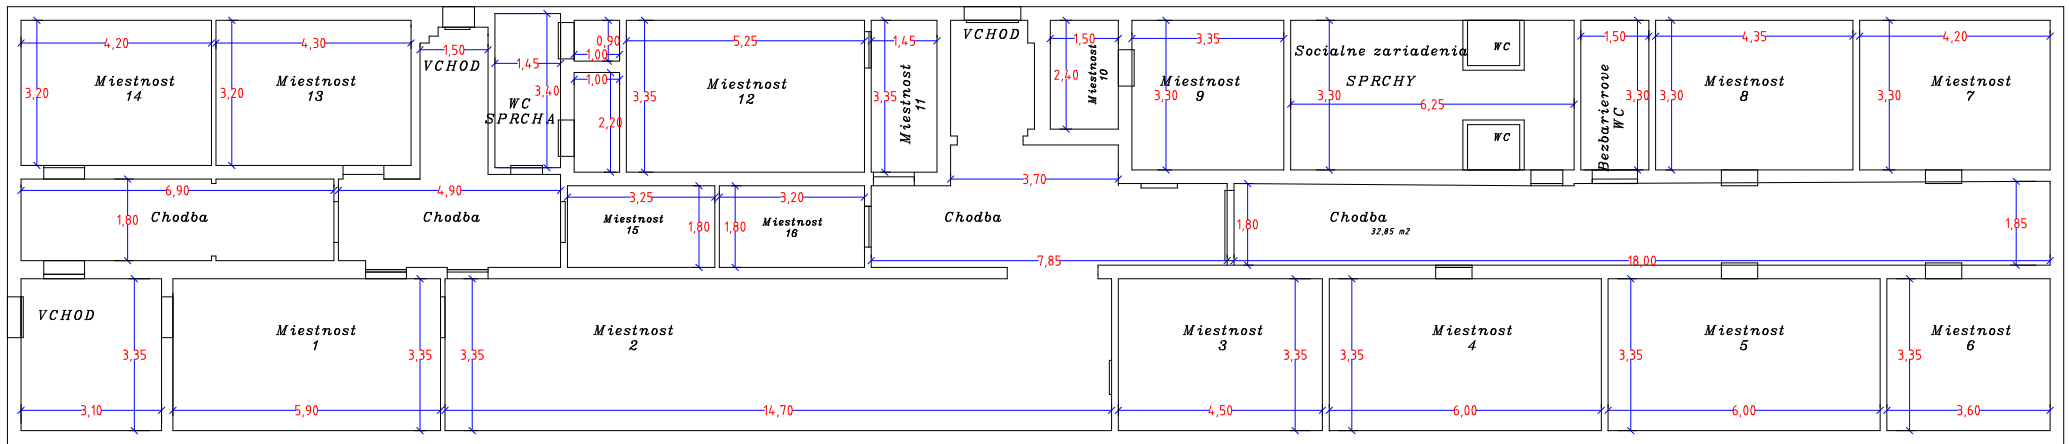 4,20
3,20
Miestnost
14
4,30
3,20
Miestnost
13
1,50
VCHOD
1,45
3,40
WC
SPRCHA
0,90
1,00
1,00
2,20
5,25
3,35
Miestnost
12
1,45
3,35
Miestnost
11
VCHOD
1,50
2,40
Miestnost
10
3,35
3,30
Miestnost
9
Socialne zariadenia
SPRCHY
3,30
6,25
WC
WC
1,50
3,30
Bezbarierove
WC
4,35
3,30
Miestnost
8
4,20
3,30
Miestnost
7
6,90
1,80
Chodba
4,90
Chodba
3,25
1,80
Miestnost
15
3,20
1,80
Miestnost
16
3,70
Chodba
7,85
1,80
Chodba
32,85 m2
1,85
18,00
VCHOD
3,35
3,10
Miestnost
1
3,35
5,90
3,35
Miestnost
2
14,70
Miestnost
3
3,35
4,50
3,35
Miestnost
4
6,00
3,35
Miestnost
5
6,00
3,35
Miestnost
6
3,60